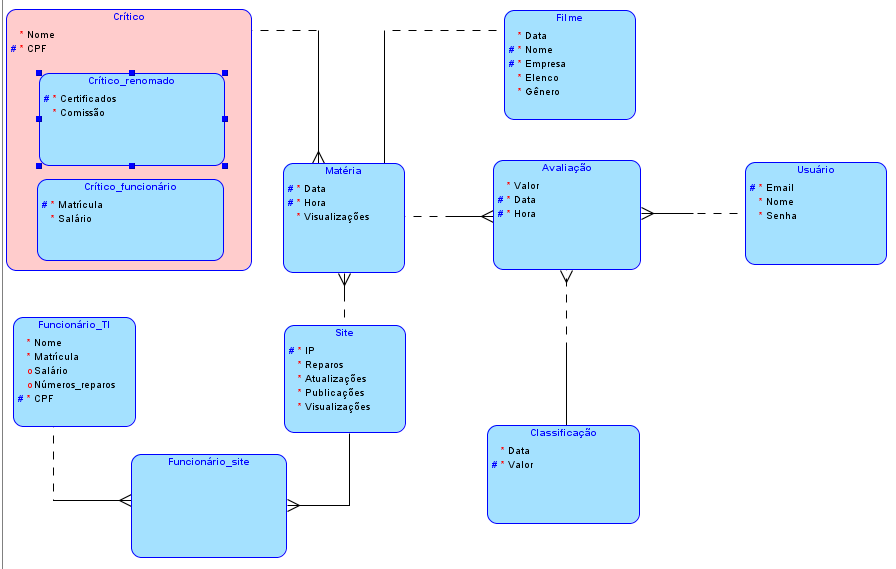 Crítico
* Nome
# * CPF
Crítico_renomado
# * Certificados
* Comissão
Crítico_funcionário
# * Matrícula
* Salário
Filme
* Data
# * Nome
# * Empresa
* Elenco
* Gênero
Matéria
# * Data
# * Hora
* Visualizações
Avaliação
* Valor
# * Data
# * Hora
Usuário
# * Email
* Nome
* Senha
Funcionário_TI
* Nome
* Matrícula
o Salário
o Números_reparos
# * CPF
Site
# * IP
* Reparos
* Atualizações
* Publicações
* Visualizações
Classificação
* Data
# * Valor
Funcionário_site